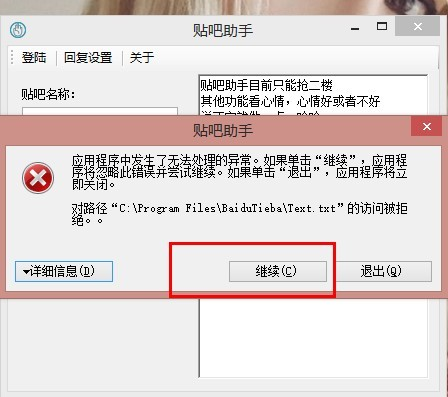 贴吧助手
登陆 回复设置 关于
贴吧名称:
贴吧助手目前只能抢二楼
其他功能看心情，心情好或者不好
贴吧助手
应用程序中发生了无法处理的异常。如果单击“继续”，应用程
序将忽略此错误并尝试继续。如果单击“退出”，应用程序将立
即关闭。
对路径“C:\Program Files\BaiduTieba\Text.txt”的访问被拒
绝。。
详细信息(D) 继续(C) 退出(Q)